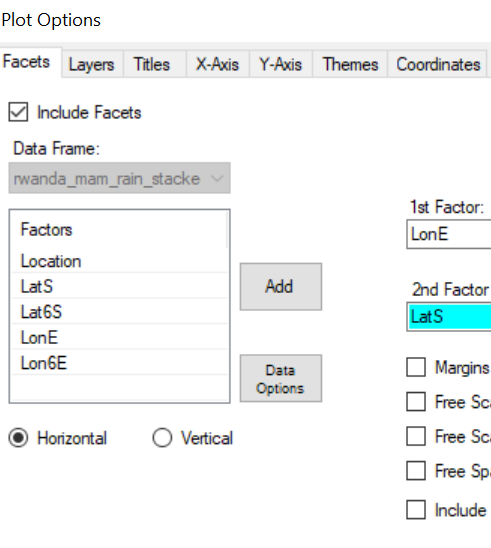 Plot Options
Facets Layers Titles X-Axis Y-Axis Themes Coordinates
Include Facets
Data Frame:
rwanda_mam_rain_stacke
1st Factor:
LonE
Factors
Location
LatS
Lat6S
LonE
Lon6E
Add
2nd Factor
LatS
Data
Options
Margins
Free Sca
Free Sca
Free Spa
Include
Horizontal Vertical